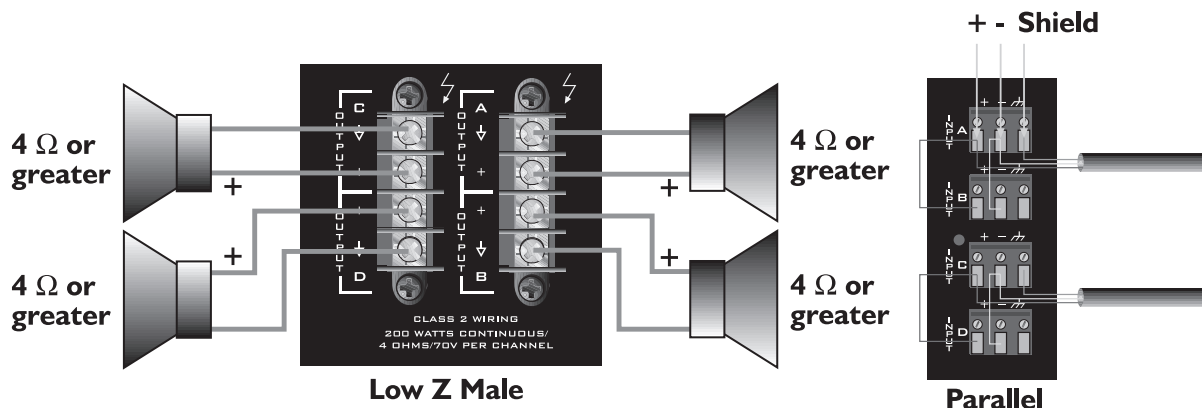 + - Shield
4 Ω or
greater
+
4 Ω or
greater
+
C
OUTPUT
+
+
OUTPUT
D
A
OUTPUT
+
+
OUTPUT
B
CLASS 2 WIRING
200 WATTS CONTINUOUS/
4 OHMS/70V PER CHANNEL
Low Z Male
+
4 Ω or
greater
+
4 Ω or
greater
+ -
INPUT A
+ -
INPUT B
+ -
INPUT C
+ -
INPUT D
Parallel